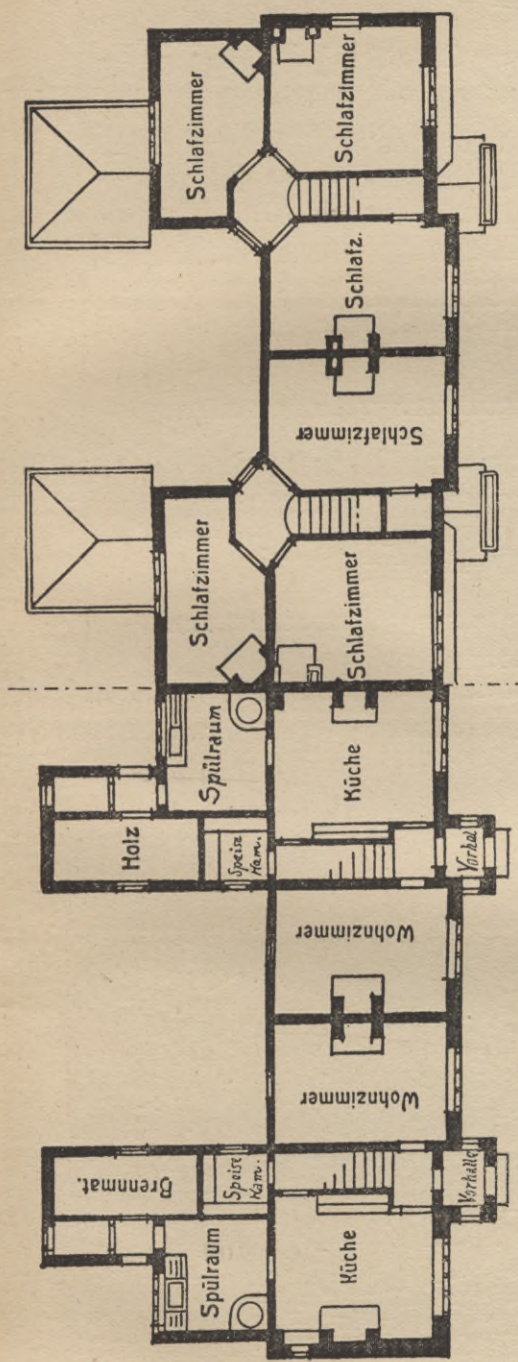 Schlafzimmer
Schlafzimmer
Schlafz.
Schlafzimmer
Schlafzimmer
Schlafzimmer
Spülraum
Küche
Holz
Speise
Kam.
Vorhal
Wohnzimmer
Wohnzimmer
Brennmat.
Speise
Kam.
Vorhalle
Spülraum
Küche